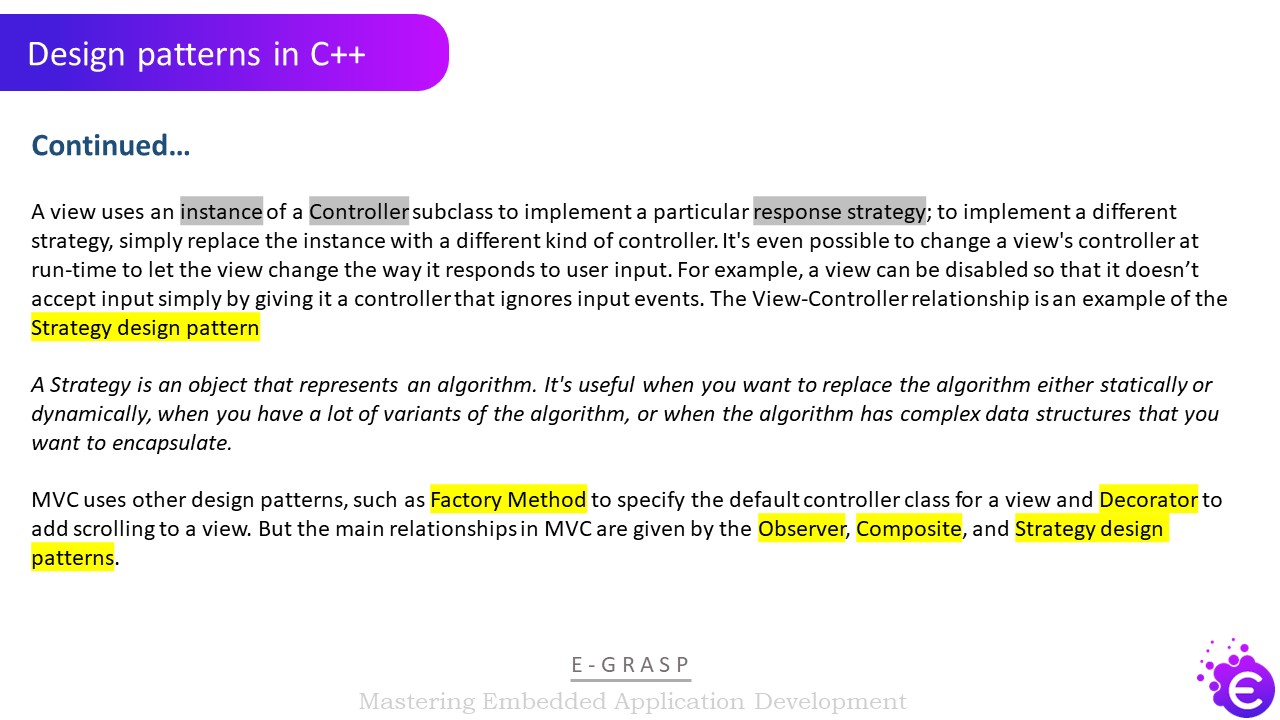 Design patterns in C++
Continued…
A view uses an instance of a Controller subclass to implement a particular response strategy; to implement a different
strategy, simply replace the instance with a different kind of controller. It's even possible to change a view's controller at
run-time to let the view change the way it responds to user input. For example, a view can be disabled so that it doesn’t
accept input simply by giving it a controller that ignores input events. The View-Controller relationship is an example of the
Strategy design pattern
A Strategy is an object that represents an algorithm. It's useful when you want to replace the algorithm either statically or
dynamically, when you have a lot of variants of the algorithm, or when the algorithm has complex data structures that you
want to encapsulate.
MVC uses other design patterns, such as Factory Method to specify the default controller class for a view and Decorator to
add scrolling to a view. But the main relationships in MVC are given by the Observer, Composite, and Strategy design
patterns.
E-GRASP
Mastering Embedded Application Development